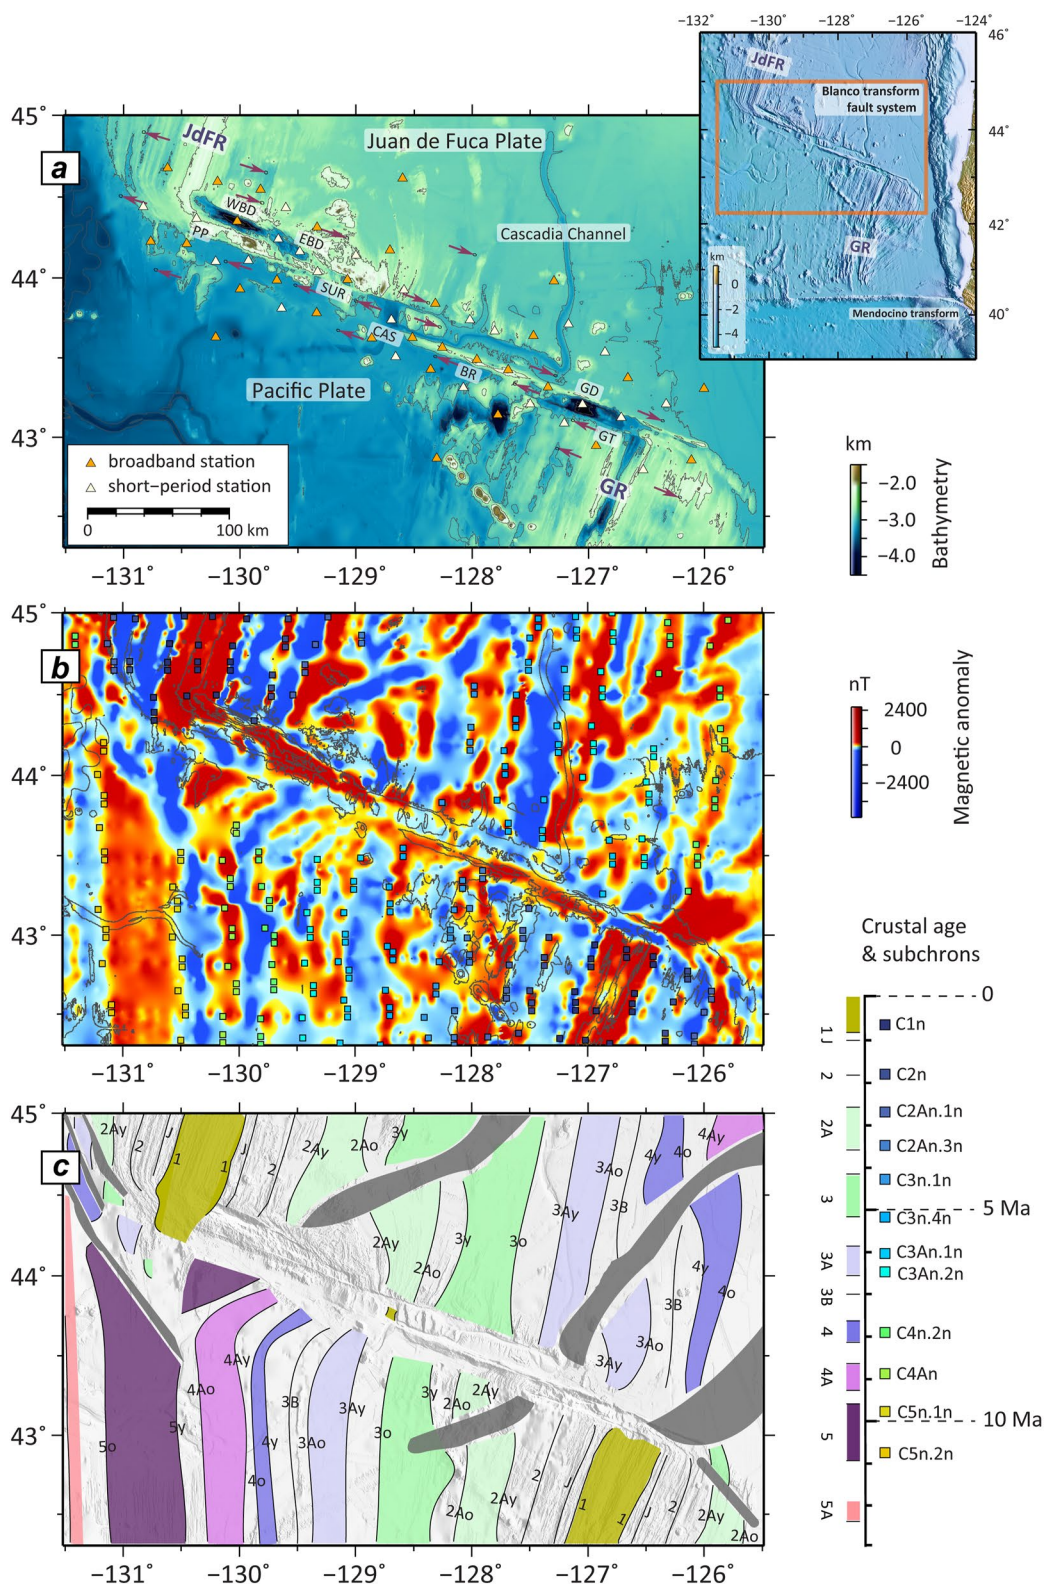 −132° −130° −128° −126° −124°
46°
JdFR
Blanco transform
fault system
44°
42°
GR
km
0
−2
−4
Mendocino transform
40°
45°
a
JdFR
Juan de Fuca Plate
WBD
PP
EBD
Cascadia Channel
44°
SUR
CAS
BR
GD
Pacific Plate
GT
43°
GR
broadband station
short−period station
0 100 km
−131° −130° −129° −128° −127° −126°
km
−2.0
−3.0
−4.0
Bathymetry
45°
b
44°
43°
−131° −130° −129° −128° −127° −126°
nT
2400
0
−2400
Magnetic anomaly
45°
c
2Ay 2 J 1 1 J 2 2Ay 2Ao 3y
3Ao 4y 4o 4Ay
3Ay 3B
2Ay 3y 3o
44°
2Ao
4y 4o
3B
3Ao
3Ay
4Ay
4Ao
3B 3Ay
3y 2Ao 2Ay
43°
5o 5y 4y 3Ao 3o
4o
2Ao 2Ay 2 J 1 1 J 2 2Ay 2Ao
−131° −130° −129° −128° −127° −126°
Crustal age
& subchrons
0
1 J C1n
2 C2n
2A C2An.1n
C2An.3n
3 C3n.1n
5 Ma
C3n.4n
3A C3An.1n
C3An.2n
3B
4 C4n.2n
4A C4An
5 C5n.1n
10 Ma
C5n.2n
5A